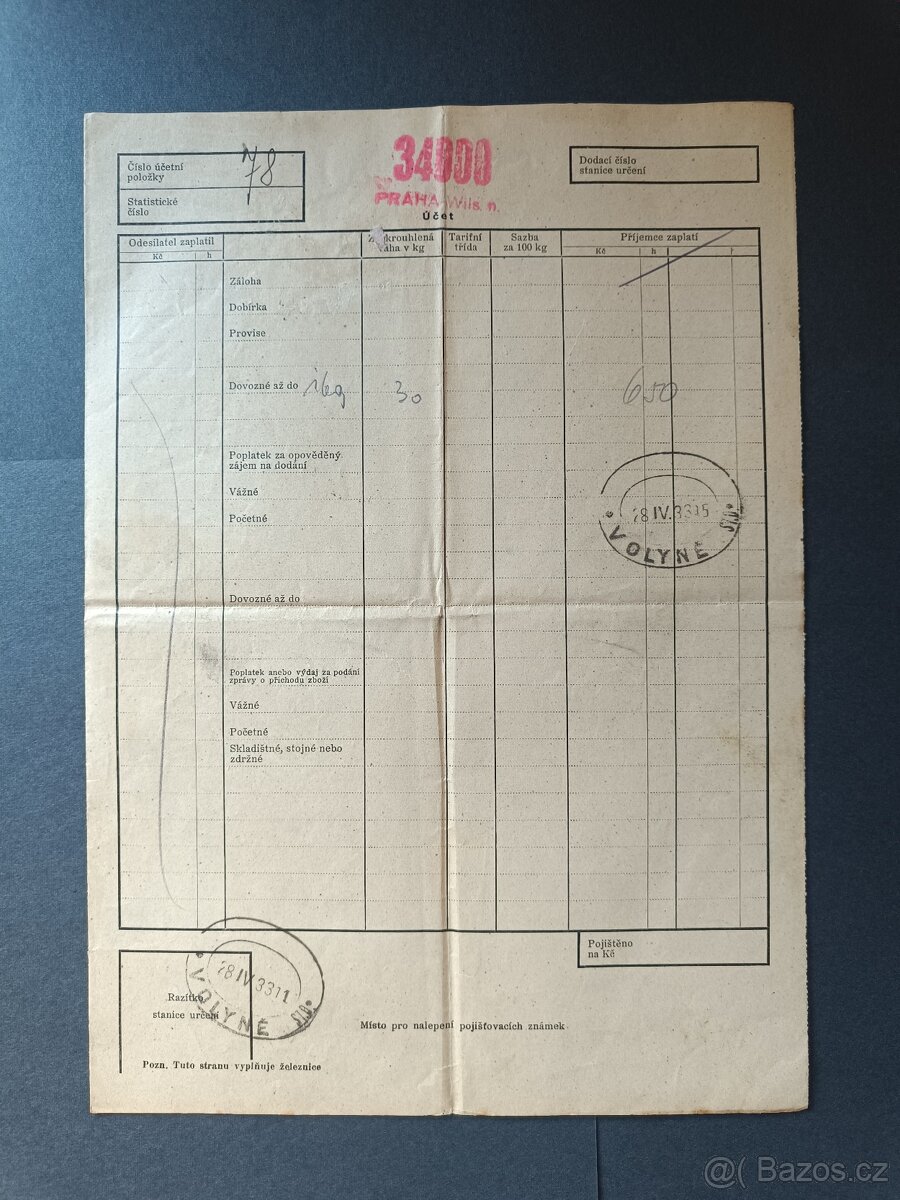 Číslo účetní
položky
78
Statistické
číslo
34000
PRAHA Wils. n.
Účet
Dodací číslo
stanice určení
Odesílatel zaplatil
Kč h
Zaokrouhlená
váha v kg
Tarifní
třída
Sazba
za 100 kg
Příjemce zaplatí
Kč h
Záloha
Dobírka
Provise
Dovozné až do
30
650
Poplatek za opověděný
zájem na dodání
Vážné
Početné
28 IV. 33
VOLYNĚ
Dovozné až do
Poplatek anebo výdaj za podání
zprávy o příchodu zboží
Vážné
Početné
Skladištné, stojné nebo
zdržné
Pojištěno
na Kč
28 IV. 33 11
VOLYNĚ
Razítko
stanice určení
Místo pro nalepení pojišťovacích známek
Pozn. Tuto stranu vyplňuje železnice
@( Bazos.cz